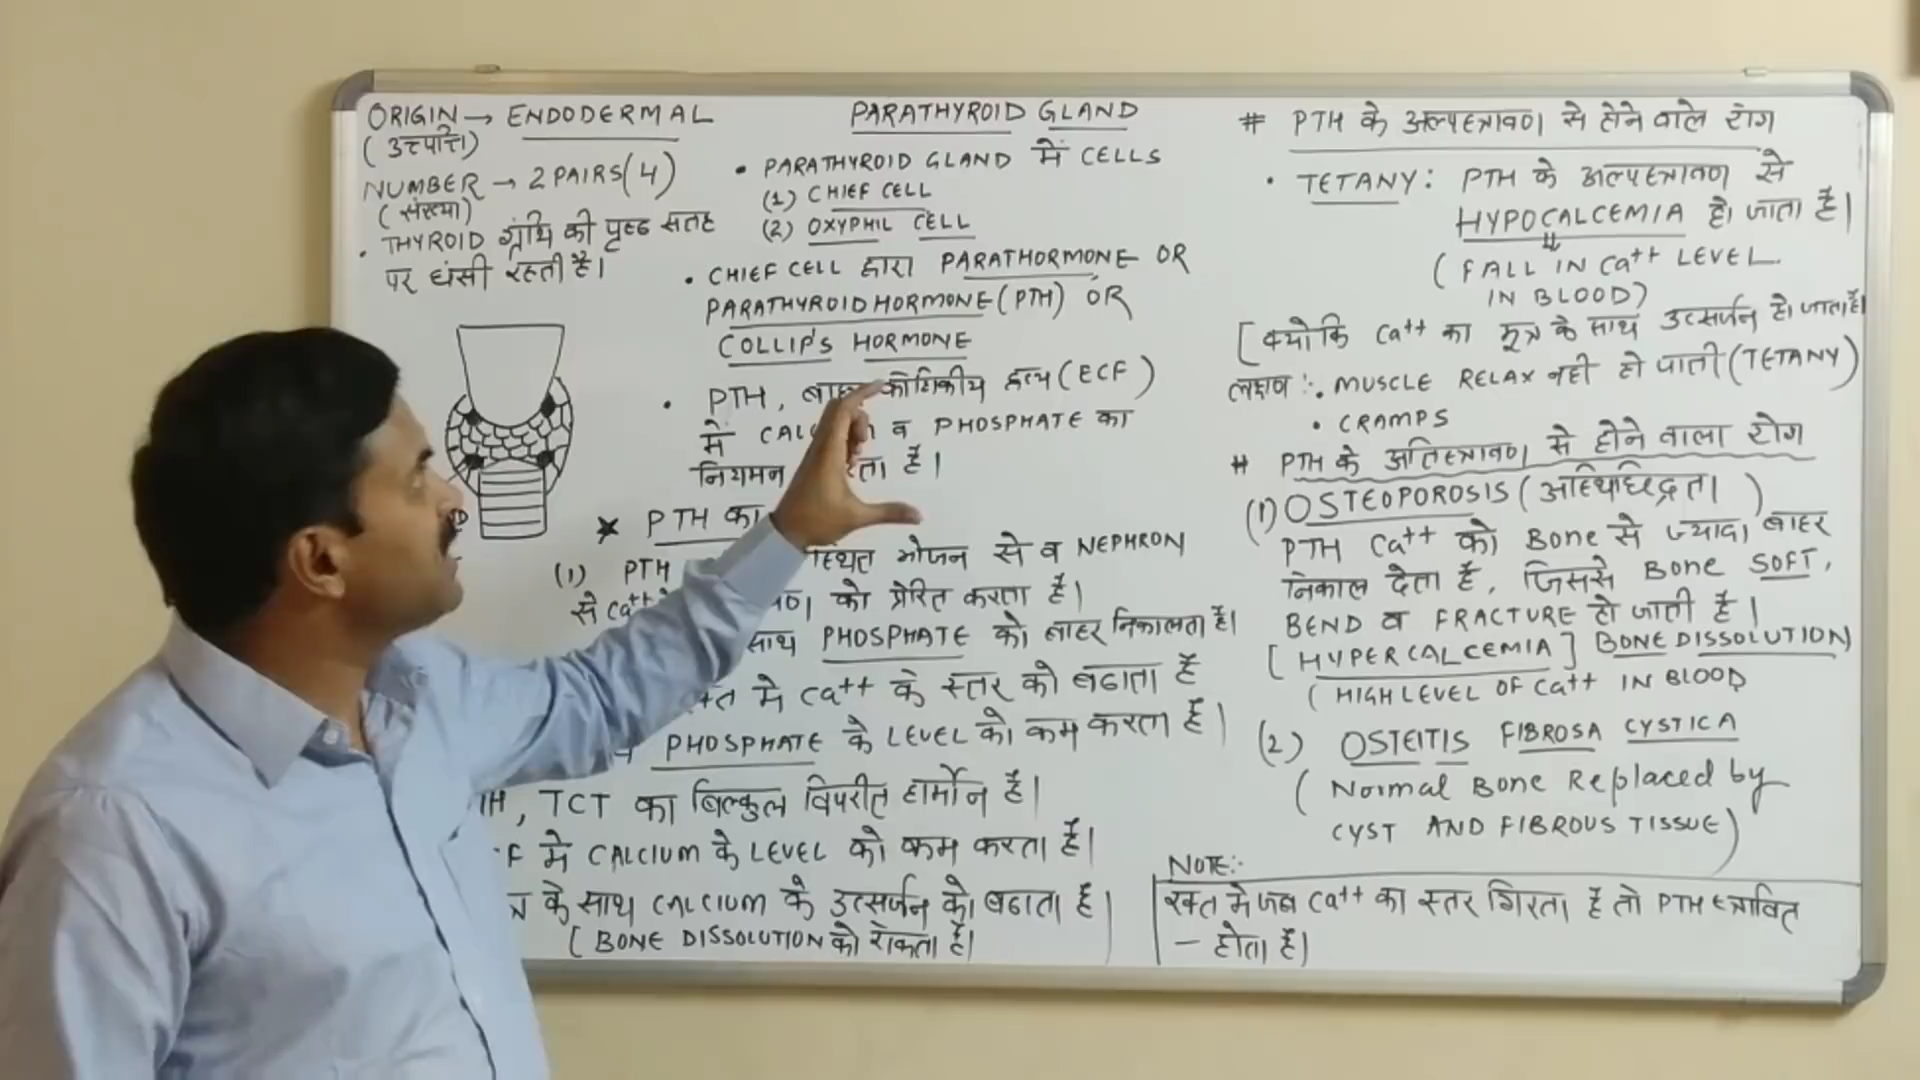 ORIGIN → ENDODERMAL
(उत्पत्ति)
NUMBER → 2 PAIRS (4)
(संख्या)
• THYROID ग्रंथि की पृष्ठ सतह
पर धंसी रहती है।
PARATHYROID GLAND
• PARATHYROID GLAND में CELLS
(1) CHIEF CELL
(2) OXYPHIL CELL
• CHIEF CELL द्वारा PARATHORMONE OR
PARATHYROID HORMONE (PTH) OR
COLLIP'S HORMONE
• PTH, कोशिकीय द्रव्य (ECF)
में व PHOSPHATE का
नियमन है।
★ PTH का
(1) PTH भोजन से व NEPHRON
से Ca++ को प्रेरित करता है।
साथ PHOSPHATE को बाहर निकालता है।
में Ca++ के स्तर को बढाता है
PHOSPHATE के LEVEL को कम करता है।
, TCT का बिल्कुल विपरीत हार्मोन है।
में CALCIUM के LEVEL को कम करता है।
के साथ CALCIUM के उत्सर्जन को बढाता है।
[BONE DISSOLUTION को रोकता है।
# PTH के अल्पस्त्रावण से होने वाले रोग
• TETANY: PTH के अल्पस्त्रावण से
HYPOCALCEMIA हो जाता है।
⇓
(FALL IN Ca++ LEVEL
IN BLOOD)
[क्योकि Ca++ का मूत्र के साथ उत्सर्जन हो जाता है।
लक्षण :. MUSCLE RELAX नही हो पाती (TETANY)
• CRAMPS
# PTH के अतिस्त्रावण से होने वाला रोग
(1) OSTEOPOROSIS (अस्थिछिद्रता)
PTH Ca++ को Bone से ज्यादा बाहर
निकाल देता है, जिससे Bone SOFT,
BEND व FRACTURE हो जाती है।
[HYPERCALCEMIA] BONE DISSOLUTION)
(HIGH LEVEL OF Ca++ IN BLOOD
(2) OSTEITIS FIBROSA CYSTICA
(Normal Bone Replaced by
CYST AND FIBROUS TISSUE)
NOTE:-
रक्त मे जब Ca++ का स्तर गिरता है तो PTH स्त्रावित
— होता है।